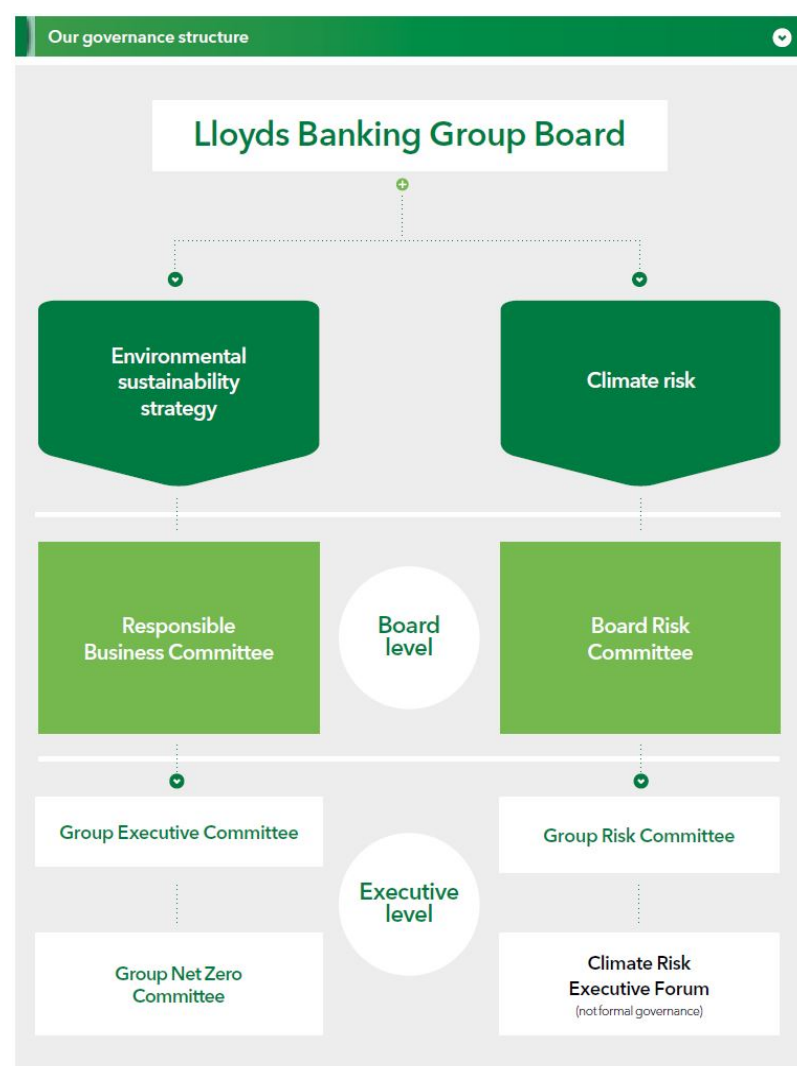 Our governance structure
Lloyds Banking Group Board
Environmental
sustainability
strategy
Climate risk
Responsible
Business Committee
Board
level
Board Risk
Committee
Group Executive Committee
Group Risk Committee
Executive
level
Group Net Zero
Committee
Climate Risk
Executive Forum
(not formal governance)